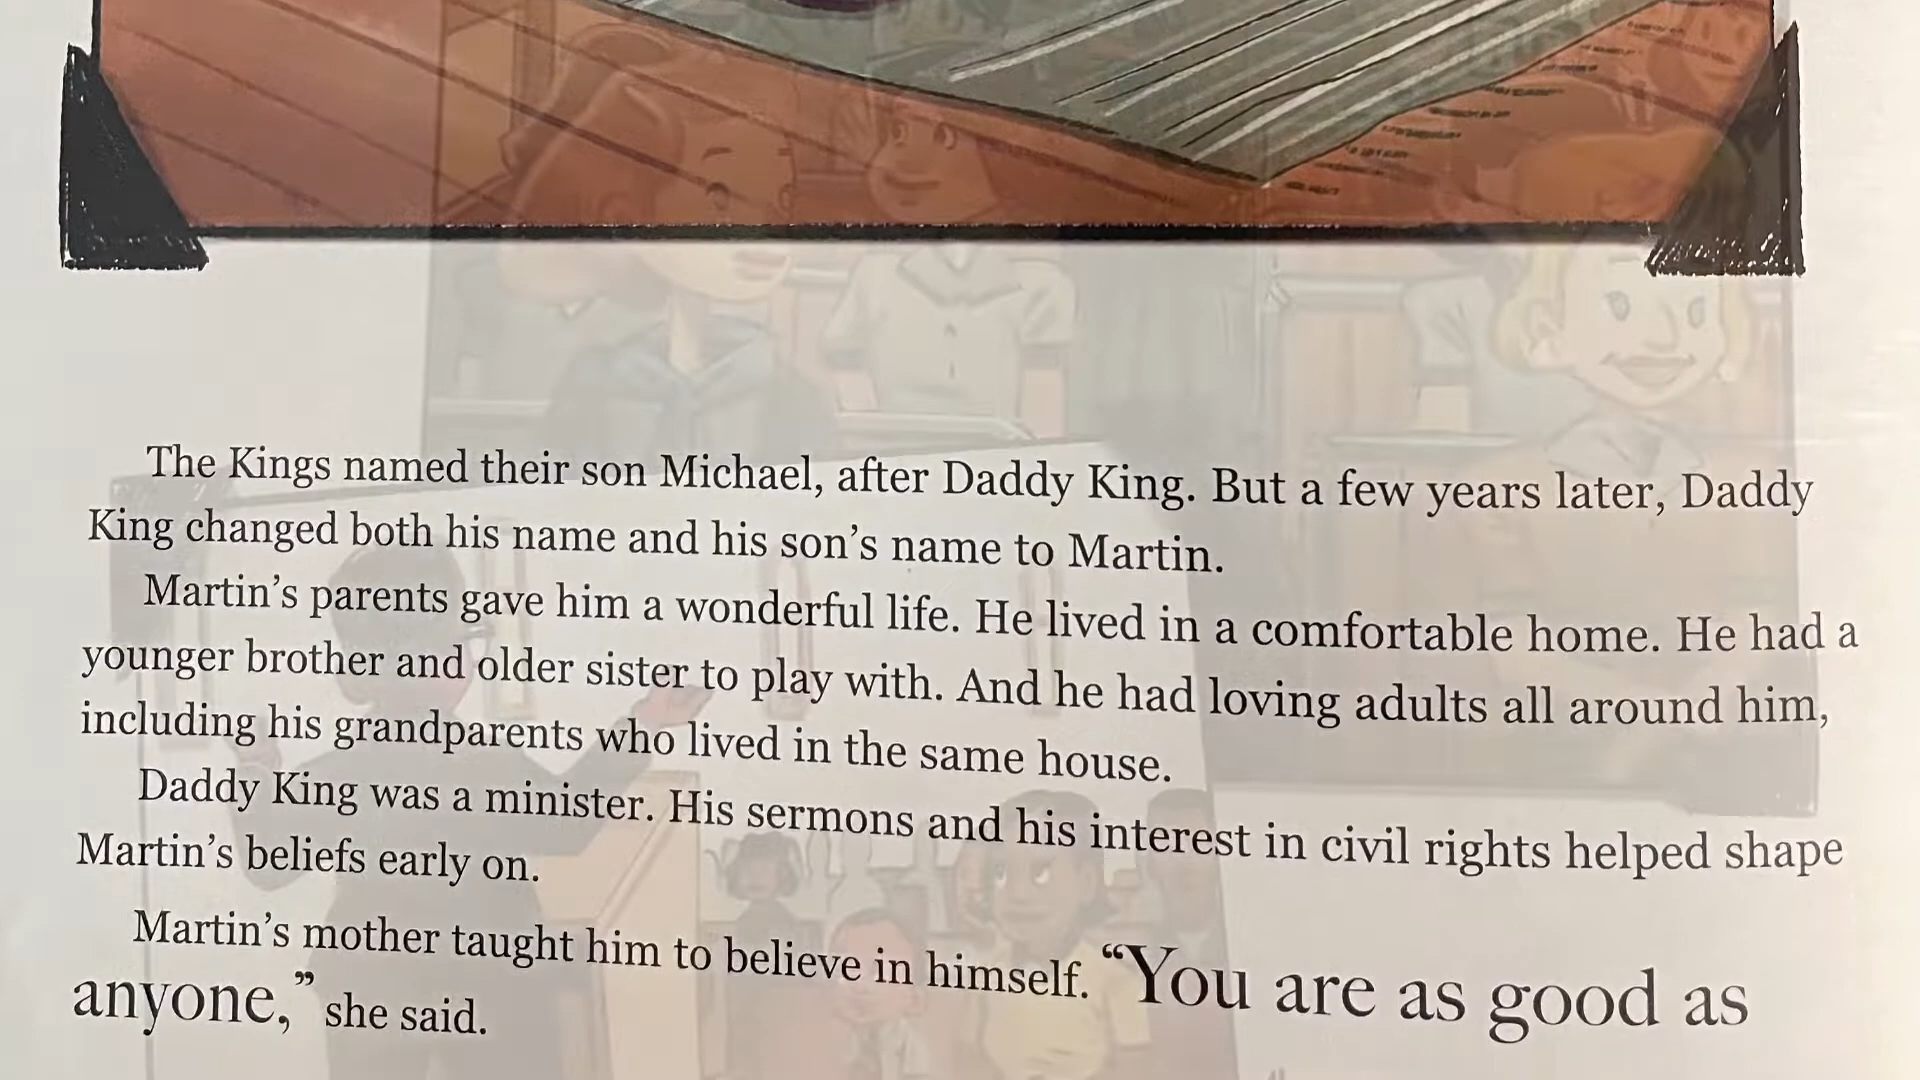 The Kings named their son Michael, after Daddy King. But a few years later, Daddy
King changed both his name and his son’s name to Martin.
Martin’s parents gave him a wonderful life. He lived in a comfortable home. He had a
younger brother and older sister to play with. And he had loving adults all around him,
including his grandparents who lived in the same house.
Daddy King was a minister. His sermons and his interest in civil rights helped shape
Martin’s beliefs early on.
Martin’s mother taught him to believe in himself. “You are as good as
anyone,” she said.